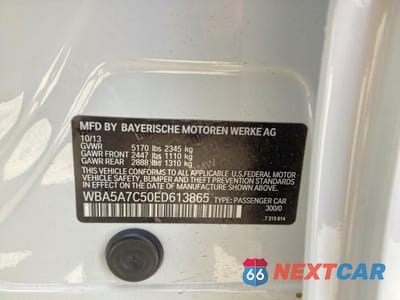 MFD BY BAYERISCHE MOTOREN WERKE AG
10/13
GVWR 5170 lbs 2345 kg
GAWR FRONT 2447 lbs 1110 kg
GAWR REAR 2888 lbs 1310 kg
THIS VEHICLE CONFORMS TO ALL APPLICABLE U.S. FEDERAL MOTOR
VEHICLE SAFETY, BUMPER AND THEFT PREVENTION STANDARDS IN
EFFECT ON THE DATE OF MANUFACTURE SHOWN ABOVE.
WBA5A7C50ED613865 TYPE: PASSENGER CAR
300/0
7 310 814
66 NEXTCAR